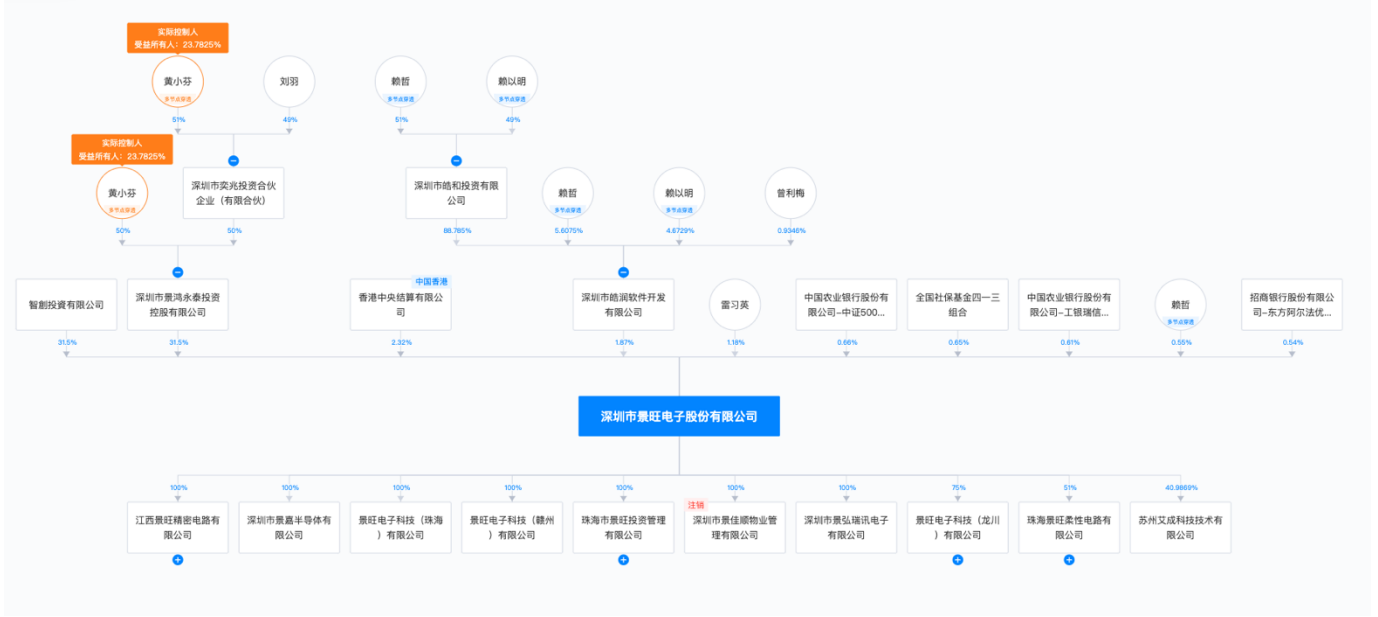 实际控制人
受益所有人：23.7825%
黄小芬
多节点穿透
刘羽
赖哲
多节点穿透
赖以明
多节点穿透
51%
49%
51%
49%
实际控制人
受益所有人：23.7825%
黄小芬
多节点穿透
深圳市奕兆投资合伙
企业（有限合伙）
深圳市皓和投资有限
公司
赖哲
多节点穿透
赖以明
多节点穿透
曾利梅
50%
50%
88.785%
5.6075%
4.6729%
0.9346%
智創投資有限公司
深圳市景鸿永泰投资
控股有限公司
中国香港
香港中央结算有限公
司
深圳市皓润软件开发
有限公司
雷习英
中国农业银行股份有
限公司-中证500...
全国社保基金四一三
组合
中国农业银行股份有
限公司-工银瑞信...
赖哲
多节点穿透
招商银行股份有限公
司-东方阿尔法优...
31.5%
31.5%
2.32%
1.87%
1.18%
0.66%
0.65%
0.61%
0.55%
0.54%
深圳市景旺电子股份有限公司
100%
100%
100%
100%
100%
100%
100%
75%
51%
40.9669%
江西景旺精密电路有
限公司
深圳市景嘉半导体有
限公司
景旺电子科技（珠海
）有限公司
景旺电子科技（赣州
）有限公司
珠海市景旺投资管理
有限公司
注销
深圳市景佳顺物业管
理有限公司
深圳市景弘瑞讯电子
有限公司
景旺电子科技（龙川
）有限公司
珠海景旺柔性电路有
限公司
苏州艾成科技技术有
限公司